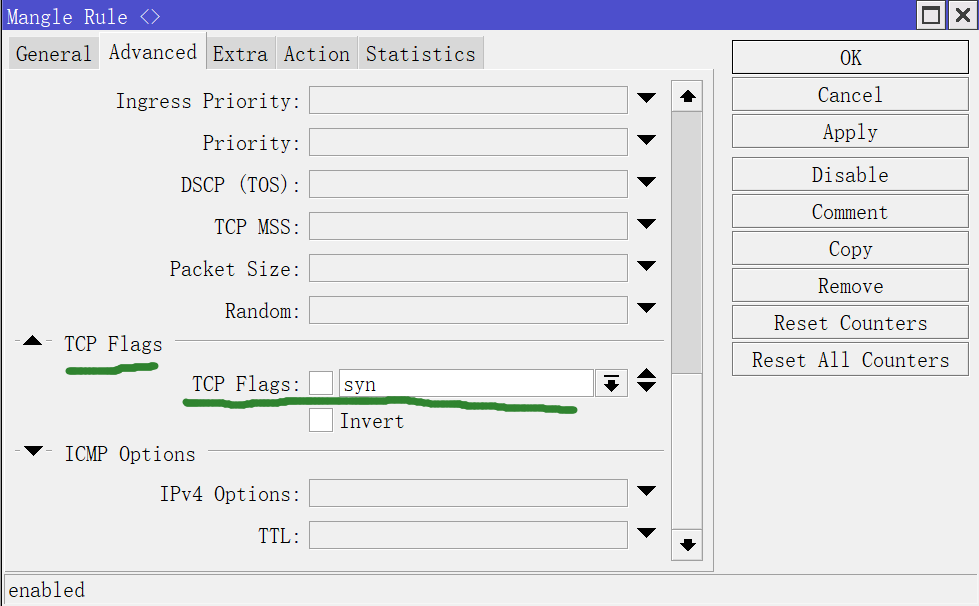 Mangle Rule <>
General Advanced Extra Action Statistics
Ingress Priority:
Priority:
DSCP (TOS):
TCP MSS:
Packet Size:
Random:
TCP Flags
TCP Flags: syn
Invert
ICMP Options
IPv4 Options:
TTL:
OK
Cancel
Apply
Disable
Comment
Copy
Remove
Reset Counters
Reset All Counters
enabled